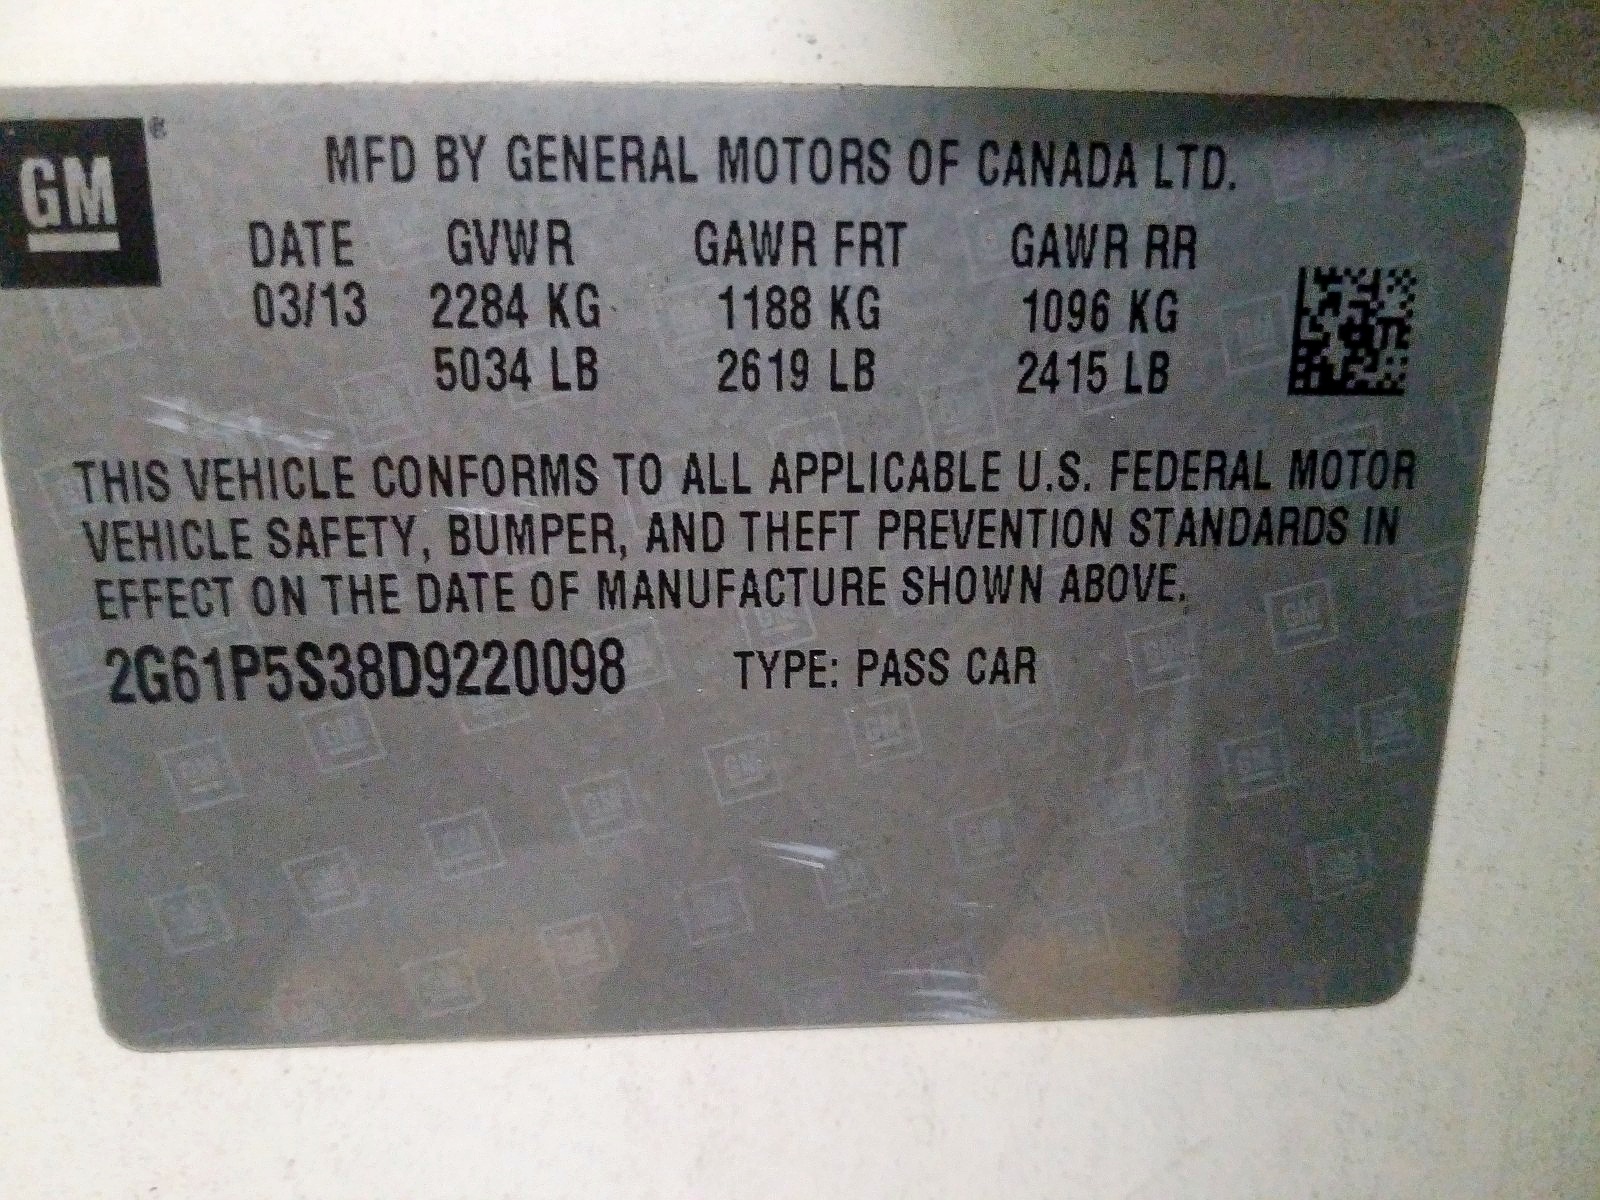 GM ®
MFD BY GENERAL MOTORS OF CANADA LTD.
DATE GVWR GAWR FRT GAWR RR
03/13 2284 KG 1188 KG 1096 KG
5034 LB 2619 LB 2415 LB
THIS VEHICLE CONFORMS TO ALL APPLICABLE U.S. FEDERAL MOTOR
VEHICLE SAFETY, BUMPER, AND THEFT PREVENTION STANDARDS IN
EFFECT ON THE DATE OF MANUFACTURE SHOWN ABOVE.
2G61P5S38D9220098 TYPE: PASS CAR